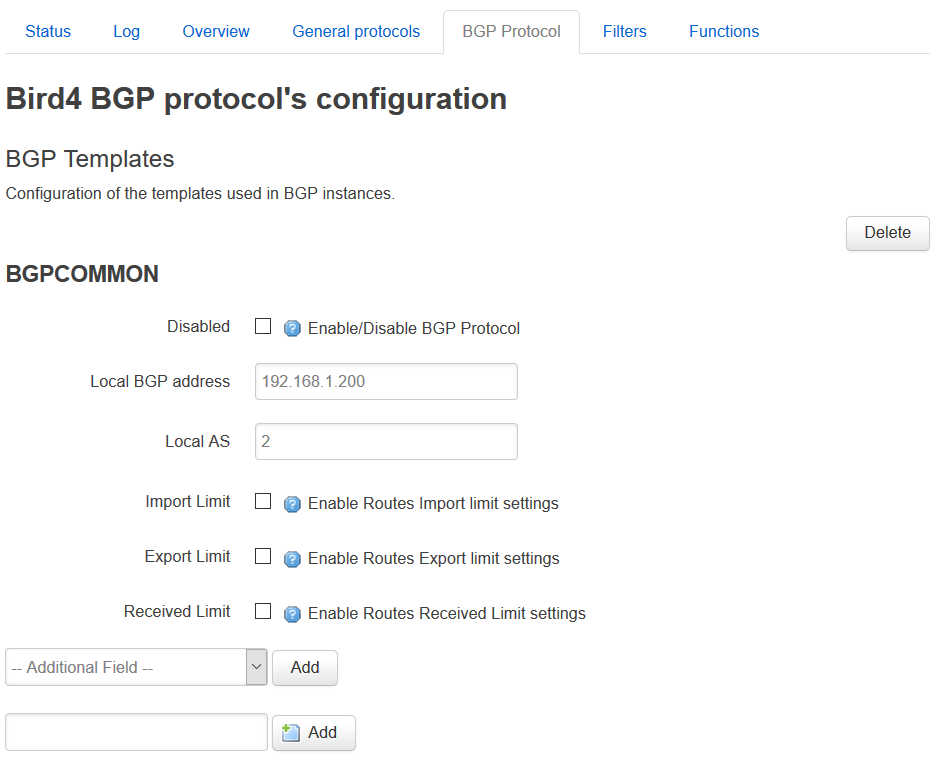 Status Log Overview General protocols BGP Protocol Filters Functions
Bird4 BGP protocol's configuration
BGP Templates
Configuration of the templates used in BGP instances.
Delete
BGPCOMMON
Disabled ? Enable/Disable BGP Protocol
Local BGP address 192.168.1.200
Local AS 2
Import Limit ? Enable Routes Import limit settings
Export Limit ? Enable Routes Export limit settings
Received Limit ? Enable Routes Received Limit settings
-- Additional Field -- Add
Add